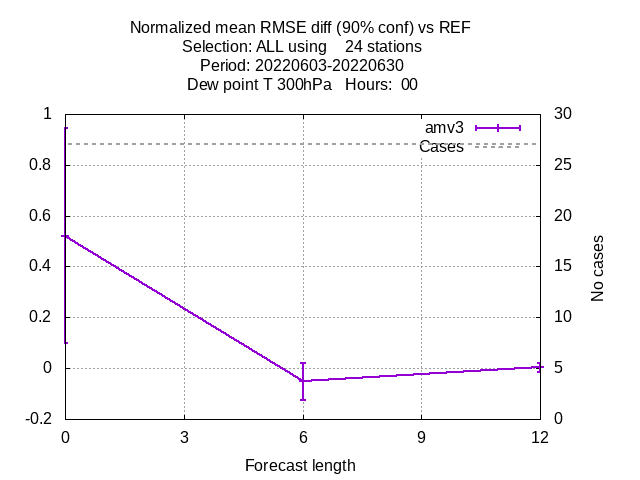 Normalized mean RMSE diff (90% conf) vs REF
Selection: ALL using    24 stations
Period: 20220603-20220630
Dew point T 300hPa   Hours:  00
1
0.8
0.6
0.4
0.2
0
-0.2
30
25
20
15
10
5
0
amv3
Cases
No cases
0 3 6 9 12
Forecast length